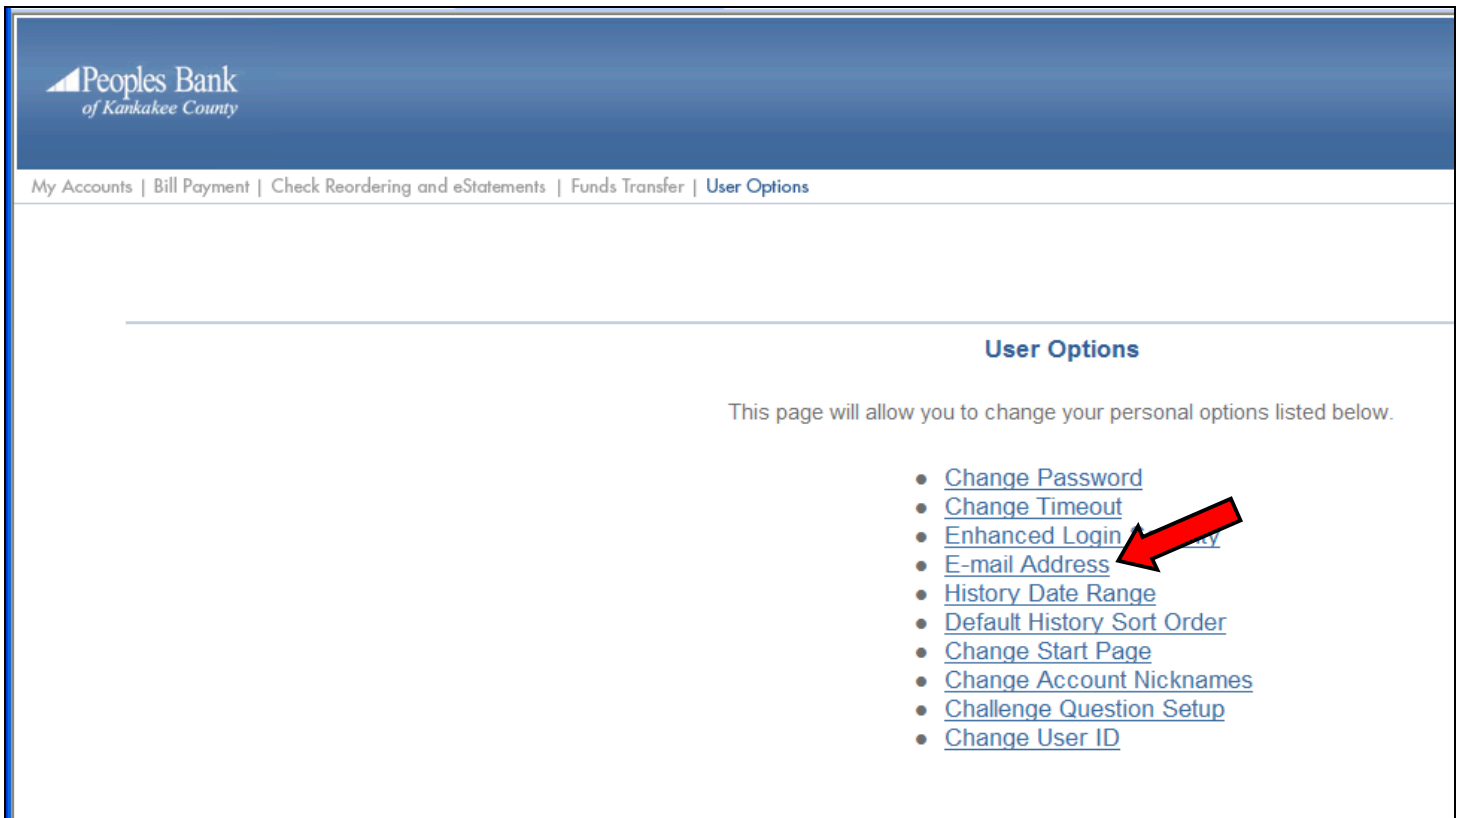 Peoples Bank
of Kankakee County
My Accounts | Bill Payment | Check Reordering and eStatements | Funds Transfer | User Options
User Options
This page will allow you to change your personal options listed below.
• Change Password
• Change Timeout
• Enhanced Login
• E-mail Address
• History Date Range
• Default History Sort Order
• Change Start Page
• Change Account Nicknames
• Challenge Question Setup
• Change User ID